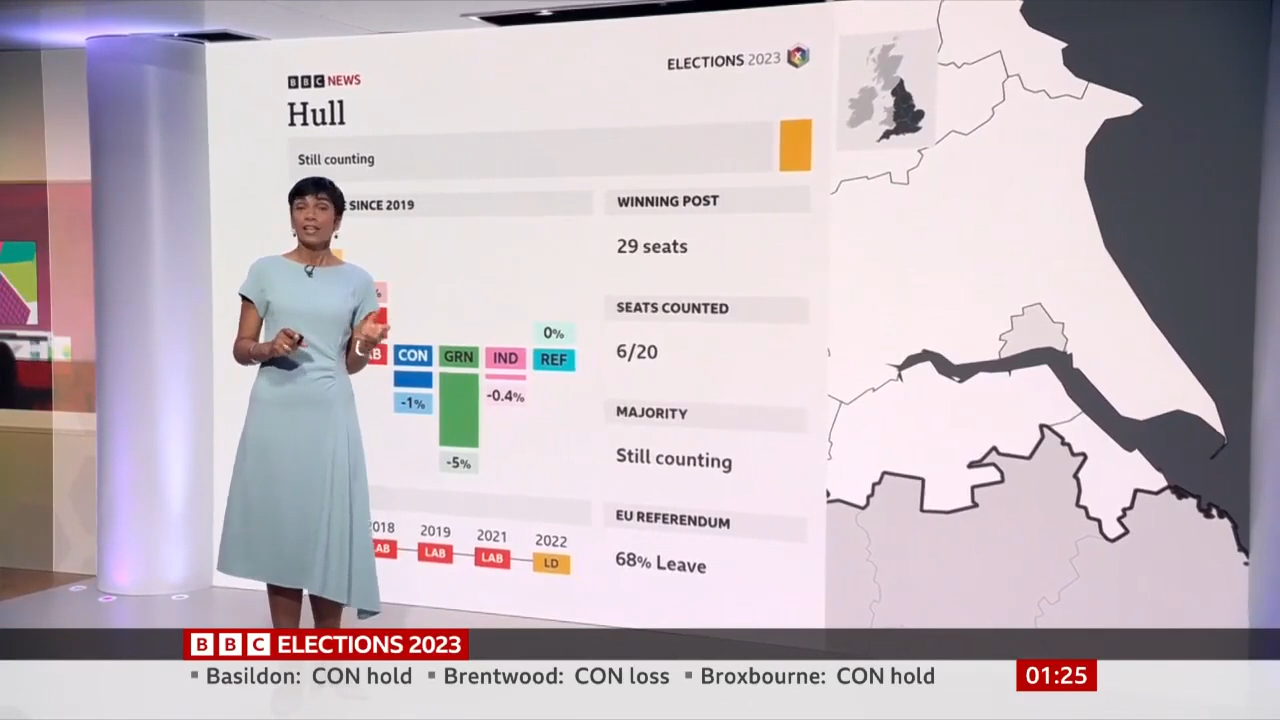 BBC NEWS
ELECTIONS 2023
Hull
Still counting
SINCE 2019
WINNING POST
29 seats
SEATS COUNTED
6/20
0%
CON
GRN
IND
REF
-1%
-0.4%
-5%
MAJORITY
Still counting
EU REFERENDUM
68% Leave
2018
2019
2021
2022
LAB
LAB
LAB
LD
BBC ELECTIONS 2023
Basildon: CON hold
Brentwood: CON loss
Broxbourne: CON hold
01:25